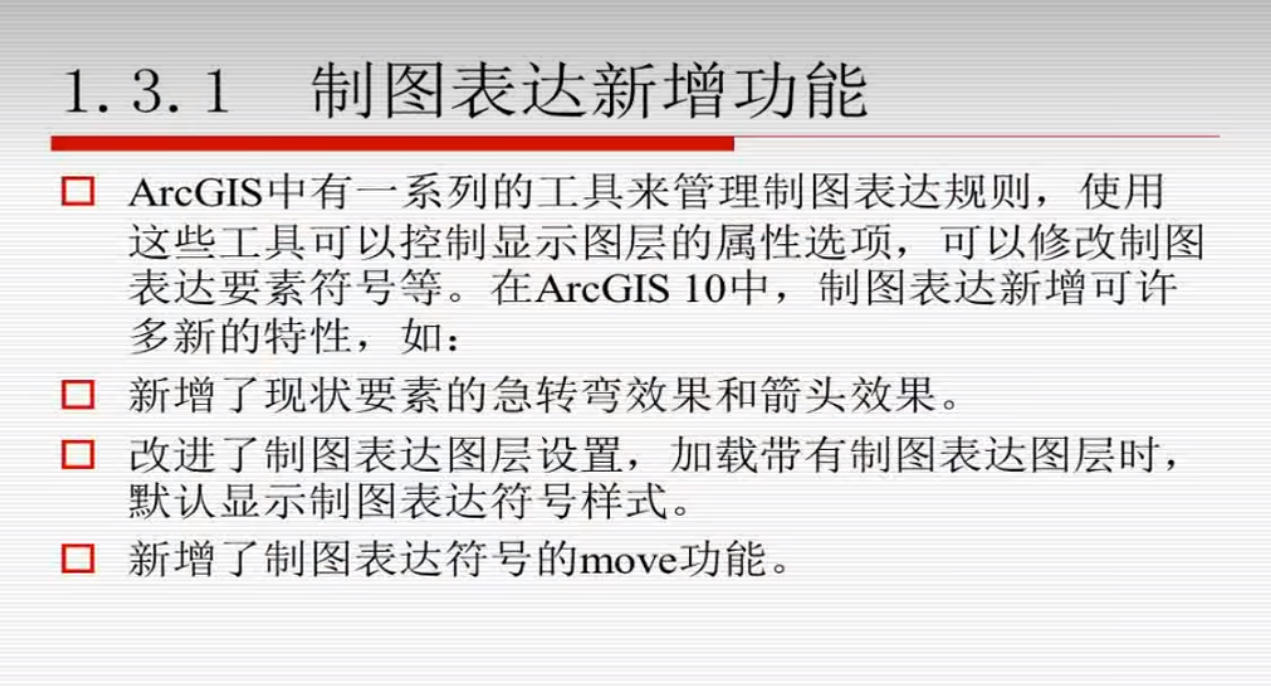 1.3.1 制图表达新增功能
ArcGIS中有一系列的工具来管理制图表达规则，使用
这些工具可以控制显示图层的属性选项，可以修改制图
表达要素符号等。在ArcGIS 10中，制图表达新增可许
多新的特性，如：
新增了现状要素的急转弯效果和箭头效果。
改进了制图表达图层设置，加载带有制图表达图层时，
默认显示制图表达符号样式。
新增了制图表达符号的move功能。